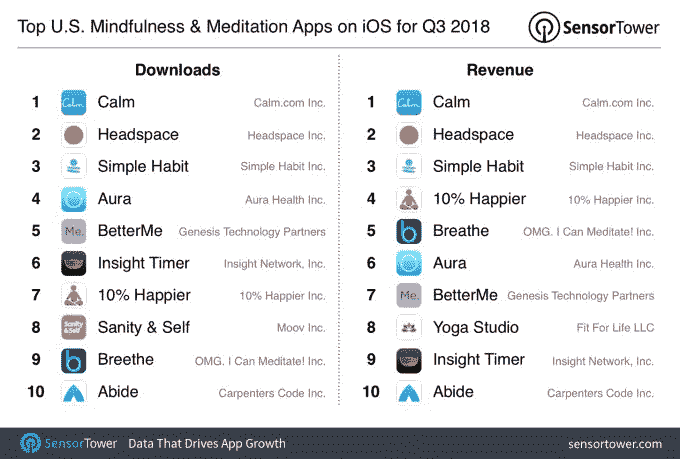 Top U.S. Mindfulness & Meditation Apps on iOS for Q3 2018
SensorTower
Downloads
1 Calm Calm.com Inc.
2 Headspace Headspace Inc.
3 Simple Habit Simple Habit Inc.
4 Aura Aura Health Inc.
5 Me. BetterMe Genesis Technology Partners
6 Insight Timer Insight Network, Inc.
7 10% Happier 10% Happier Inc.
8 Sanity & Self Sanity & Self Moov Inc.
9 Breethe OMG. I Can Meditate! Inc.
10 Abide Carpenters Code Inc.
Revenue
1 Calm Calm.com Inc.
2 Headspace Headspace Inc.
3 Simple Habit Simple Habit Inc.
4 10% Happier 10% Happier Inc.
5 Breathe OMG. I Can Meditate! Inc.
6 Aura Aura Health Inc.
7 Me. BetterMe Genesis Technology Partners
8 Yoga Studio Fit For Life LLC
9 Insight Timer Insight Network, Inc.
10 Abide Carpenters Code Inc.
SensorTower Data That Drives App Growth sensortower.com